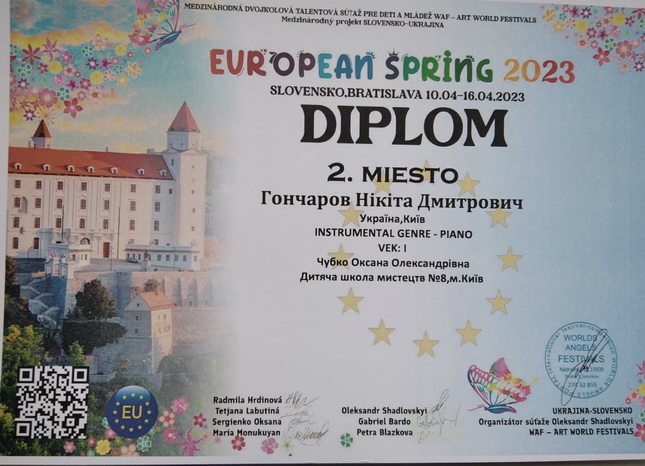 MEDZINÁRODNÁ DVOJKOLOVÁ TALENTOVÁ SÚŤAŽ PRE DETI A MLÁDEŽ WAF – ART WORLD FESTIVALS
Medzinárodný projekt SLOVENSKO-UKRAJINA
EUROPEAN SPRING 2023
SLOVENSKO,BRATISLAVA 10.04-16.04.2023
DIPLOM
2. MIESTO
Гончаров Нікіта Дмитрович
Україна,Київ
INSTRUMENTAL GENRE - PIANO
VEK: I
Чубко Оксана Олександрівна
Дитяча школа мистецтв №8,м.Київ
WORLDS
ANGELS
FESTIVALS
EU
Radmila Hrdinová
Tetjana Labutiná
Sergienko Oksana
Maria Monukuyan
Oleksandr Shadlovskyi
Gabriel Bardo
Petra Blazkova
UKRAJINA-SLOVENSKO
Organizátor súťaže Oleksandr Shadlovskyi
WAF – ART WORLD FESTIVALS